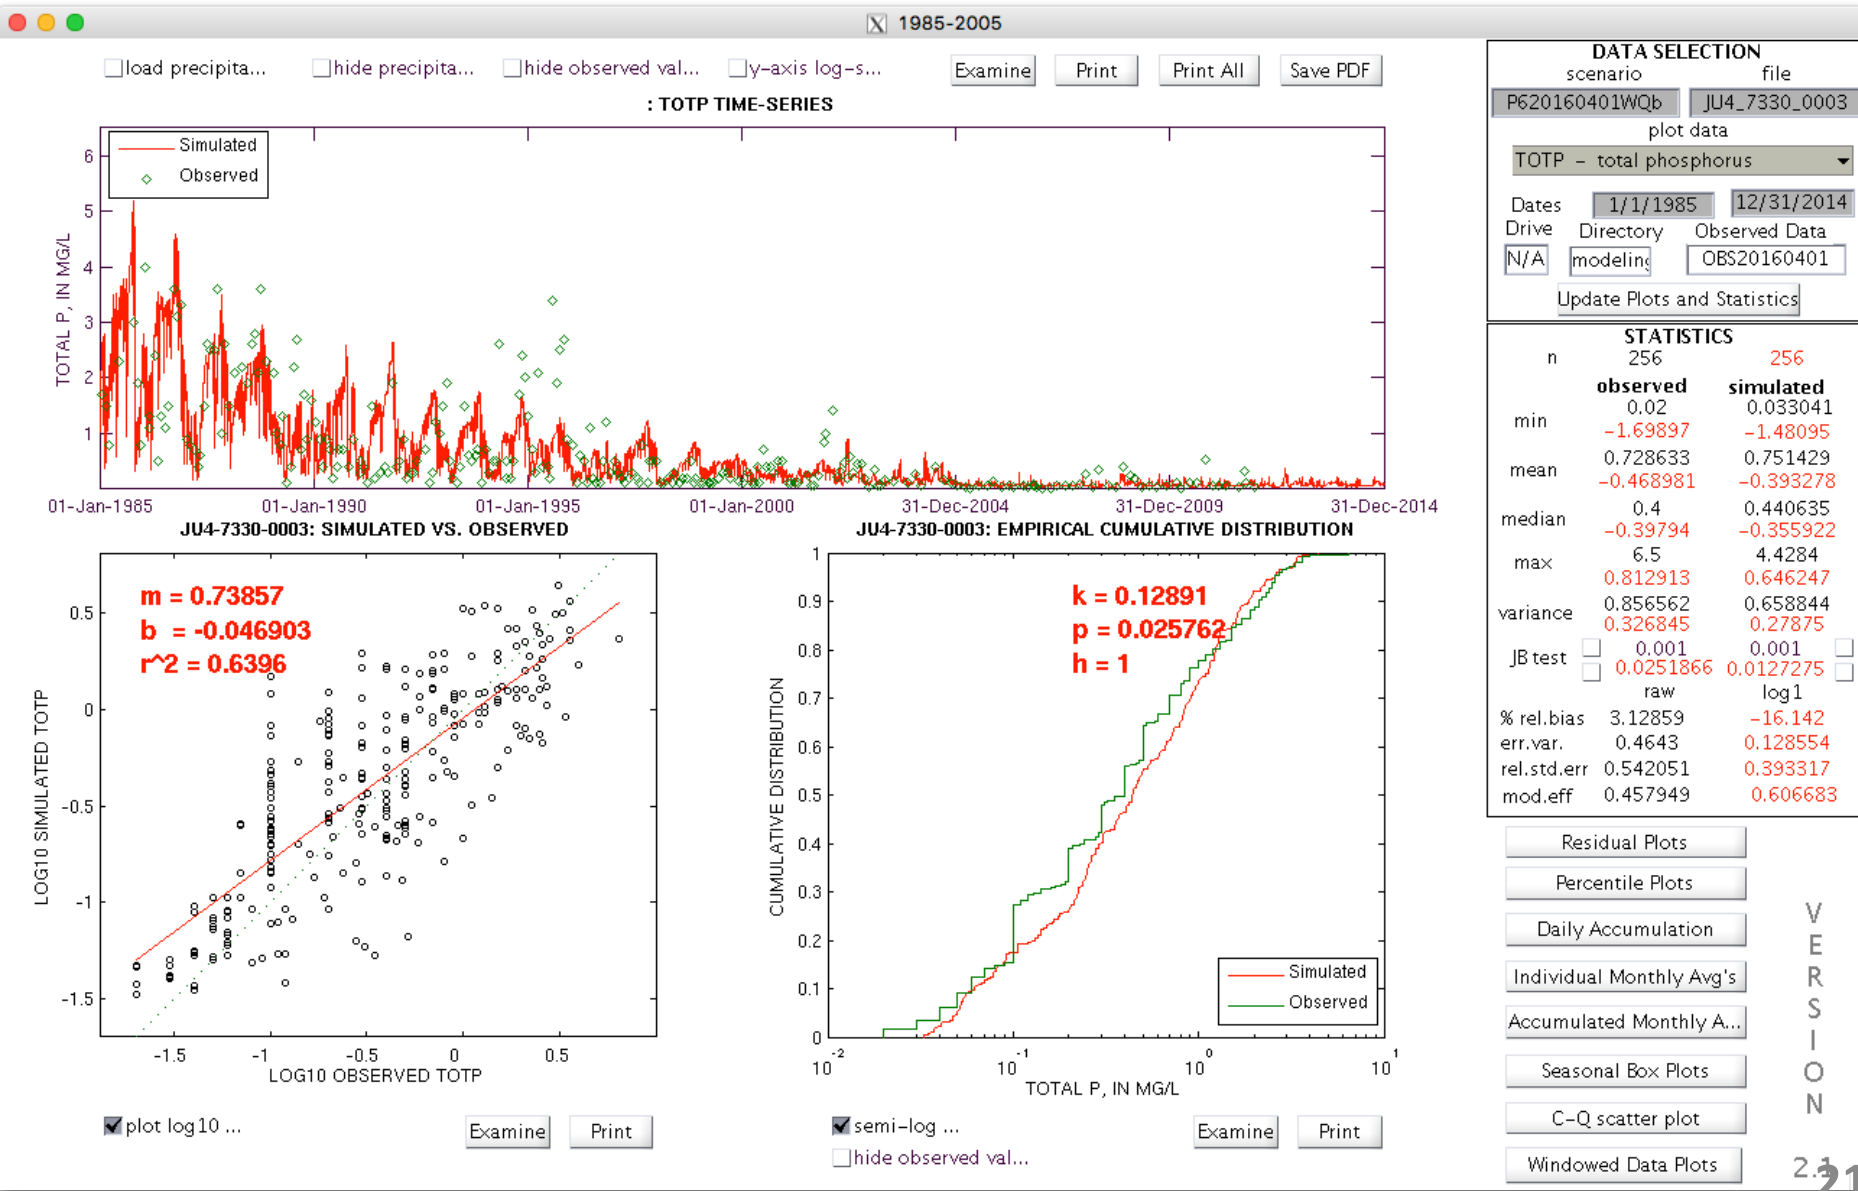 1985-2005
load precipita...
hide precipita...
hide observed val...
y-axis log-s...
Examine
Print
Print All
Save PDF
: TOTP TIME-SERIES
Simulated
Observed
TOTAL P, IN MG/L
6
5
4
3
2
1
01-Jan-1985
01-Jan-1990
01-Jan-1995
01-Jan-2000
31-Dec-2004
31-Dec-2009
31-Dec-2014
JU4-7330-0003: SIMULATED VS. OBSERVED
m = 0.73857
b = -0.046903
r^2 = 0.6396
LOG10 SIMULATED TOTP
0.5
0
-0.5
-1
-1.5
-1.5
-1
-0.5
0
0.5
LOG10 OBSERVED TOTP
plot log10 ...
Examine
Print
JU4-7330-0003: EMPIRICAL CUMULATIVE DISTRIBUTION
k = 0.12891
p = 0.025762
h = 1
CUMULATIVE DISTRIBUTION
1
0.9
0.8
0.7
0.6
0.5
0.4
0.3
0.2
0.1
0
Simulated
Observed
10^-2
10^-1
10^0
10^1
TOTAL P, IN MG/L
semi-log ...
hide observed val...
Examine
Print
DATA SELECTION
scenario file
P620160401WQb JU4_7330_0003
plot data
TOTP - total phosphorus
Dates 1/1/1985 12/31/2014
Drive Directory Observed Data
N/A modeling OBS20160401
Update Plots and Statistics
STATISTICS
n 256 256
observed simulated
min 0.02 0.033041
-1.69897 -1.48095
mean 0.728633 0.751429
-0.468981 -0.393278
median 0.4 0.440635
-0.39794 -0.355922
max 6.5 4.4284
0.812913 0.646247
variance 0.856562 0.658844
0.326845 0.27875
JB test 0.001 0.001
0.0251866 0.0127275
raw log1
% rel.bias 3.12859 -16.142
err.var. 0.4643 0.128554
rel.std.err 0.542051 0.393317
mod.eff 0.457949 0.606683
Residual Plots
Percentile Plots
Daily Accumulation
Individual Monthly Avg's
Accumulated Monthly A...
Seasonal Box Plots
C-Q scatter plot
Windowed Data Plots
VERSION
2.1
21